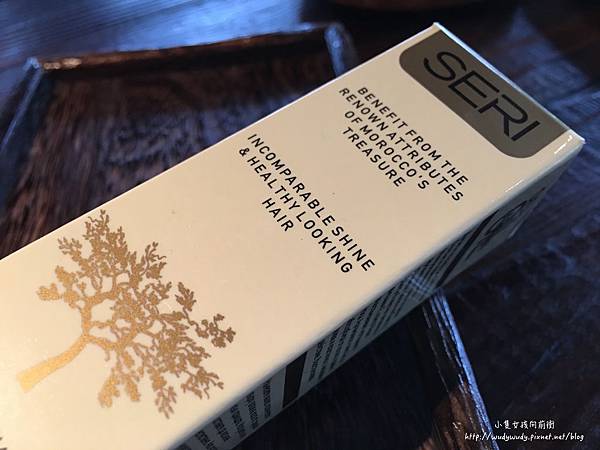 SERI
BENEFIT FROM THE
RENOWN ATTRIBUTES
OF MOROCCO'S
TREASURE
INCOMPARABLE SHINE
& HEALTHY LOOKING
HAIR
小隻女孩向前衝
http://wudywudy.pixnet.net/blog